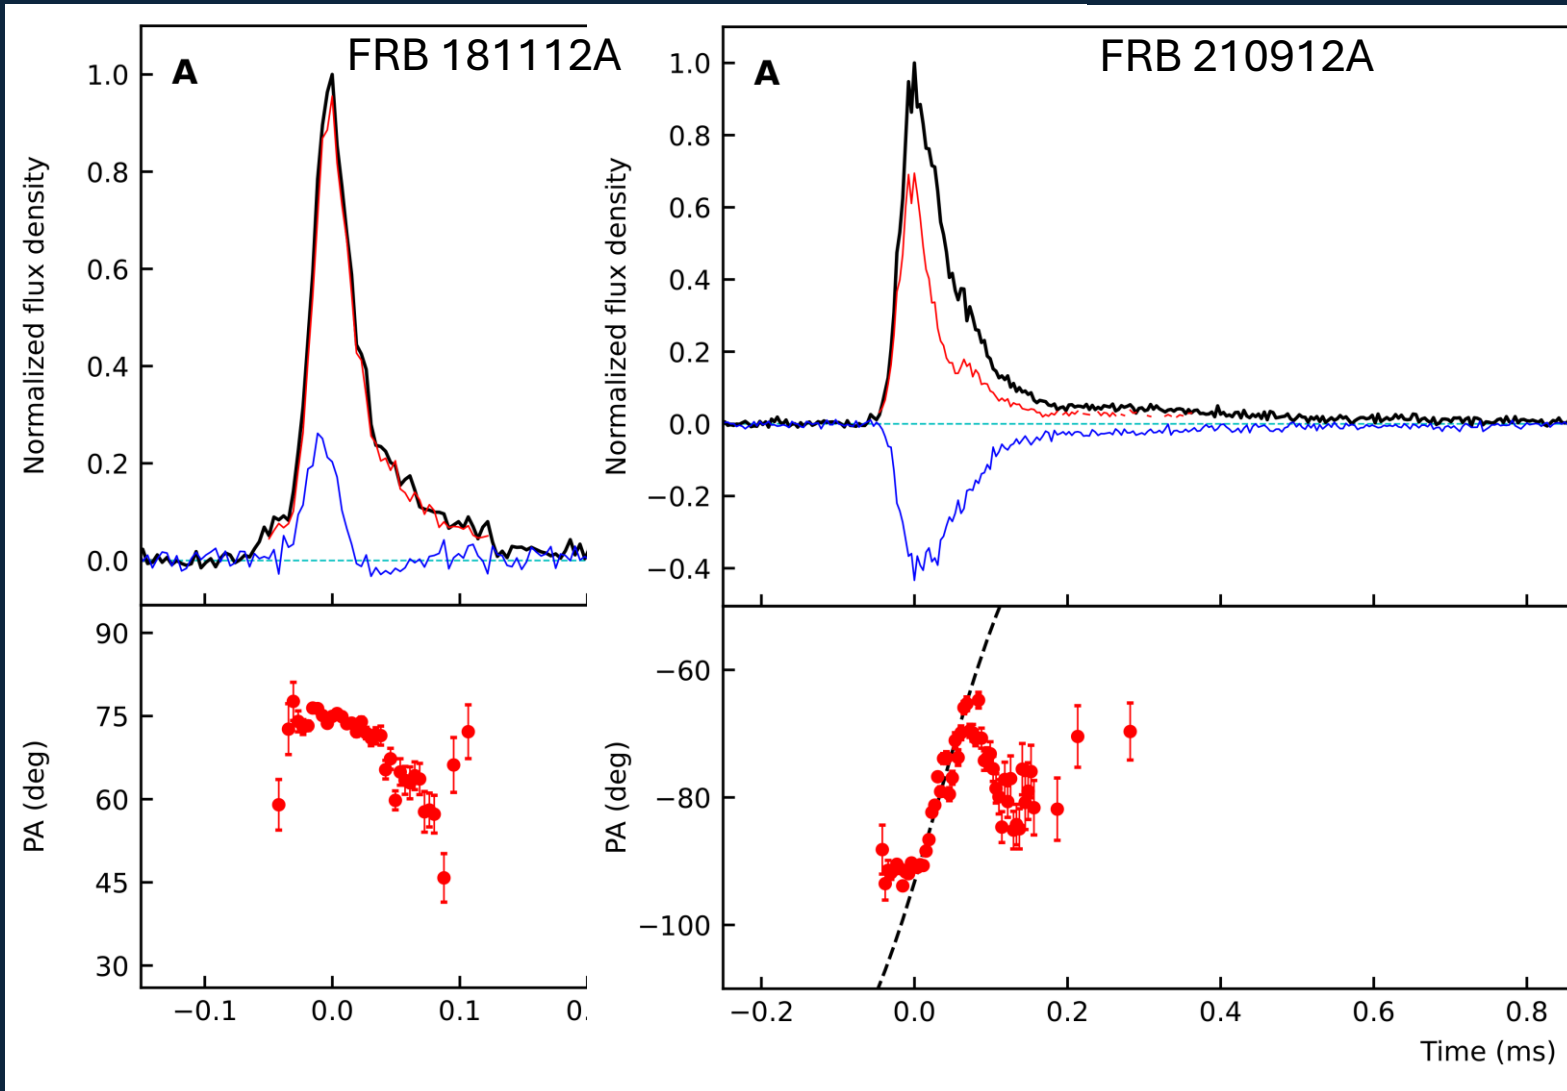 A FRB 181112A
Normalized flux density
1.0
0.8
0.6
0.4
0.2
0.0
PA (deg)
90
75
60
45
30
−0.1 0.0 0.1 0.
A FRB 210912A
Normalized flux density
1.0
0.8
0.6
0.4
0.2
0.0
−0.2
−0.4
PA (deg)
−60
−80
−100
−0.2 0.0 0.2 0.4 0.6 0.8
Time (ms)